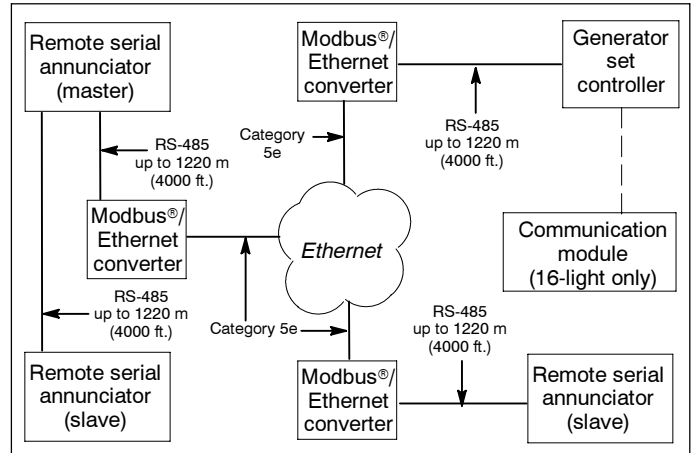 Remote serial
annunciator
(master)
Modbus®/
Ethernet
converter
Generator
set
controller
RS-485
up to 1220 m
(4000 ft.)
Category
5e
RS-485
up to 1220 m
(4000 ft.)
Modbus®/
Ethernet
converter
Ethernet
Communication
module
(16-light only)
RS-485
up to 1220 m
(4000 ft.)
Category 5e
RS-485
up to 1220 m
(4000 ft.)
Remote serial
annunciator
(slave)
Modbus®/
Ethernet
converter
Remote serial
annunciator
(slave)